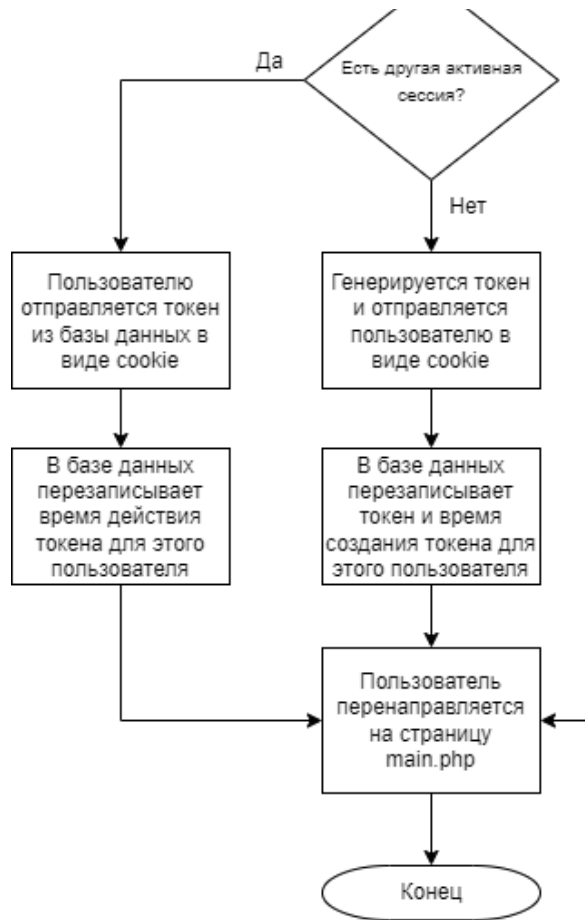 Да
Есть другая активная
сессия?
Нет
Пользователю
отправляется токен
из базы данных в
виде cookie
Генерируется токен
и отправляется
пользователю в
виде cookie
В базе данных
перезаписывает
время действия
токена для этого
пользователя
В базе данных
перезаписывает
токен и время
создания токена для
этого пользователя
Пользователь
перенаправляется
на страницу
main.php
Конец